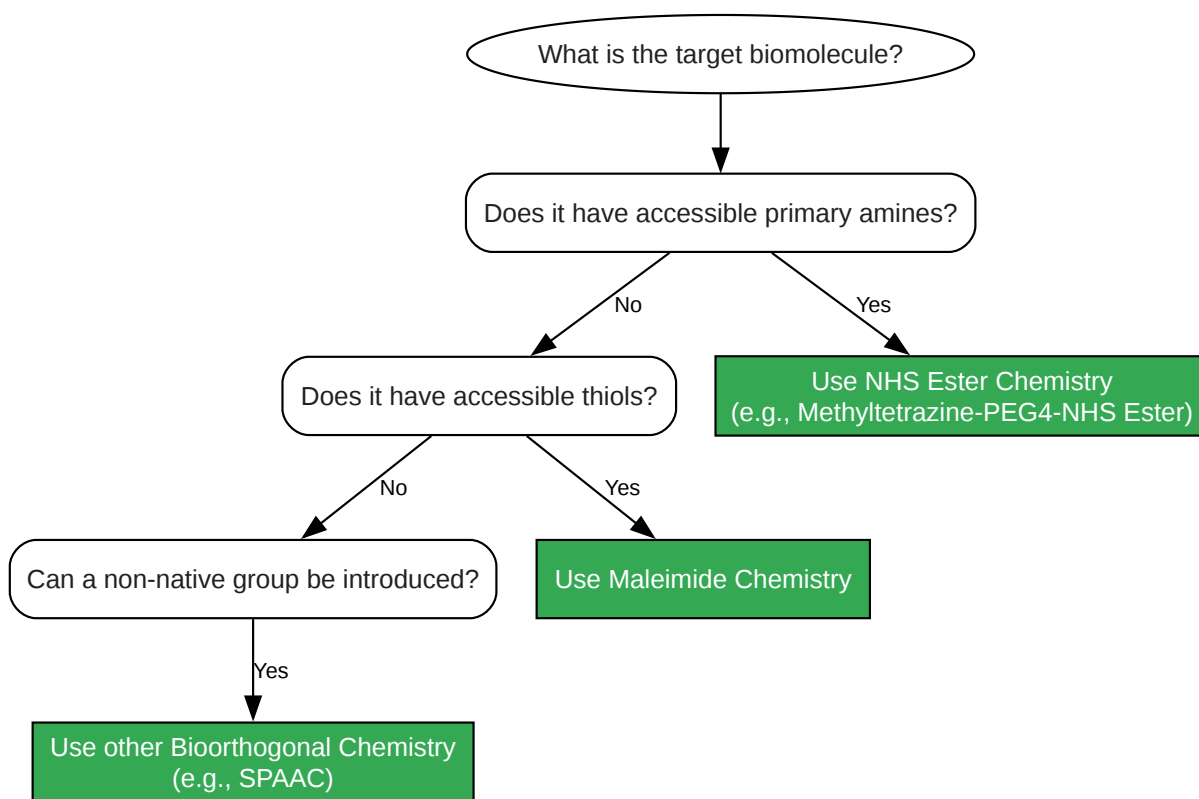 What is the target biomolecule?
Does it have accessible primary amines?
No
Yes
Does it have accessible thiols?
Use NHS Ester Chemistry
(e.g., Methyltetrazine-PEG4-NHS Ester)
No
Yes
Can a non-native group be introduced?
Use Maleimide Chemistry
Yes
Use other Bioorthogonal Chemistry
(e.g., SPAAC)